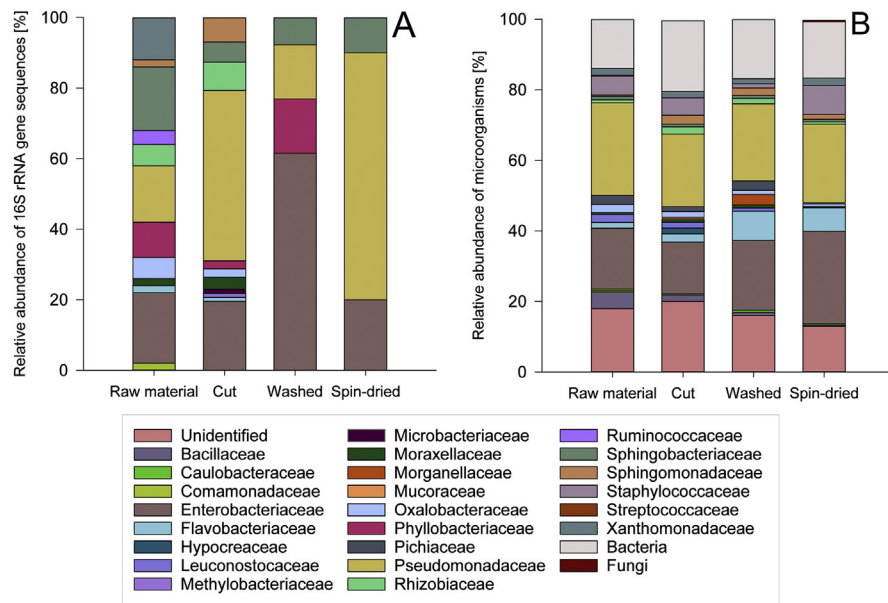 A
Relative abundance of 16S rRNA gene sequences [%]
100
80
60
40
20
0
Raw material Cut Washed Spin-dried
B
Relative abundance of microorganisms [%]
100
80
60
40
20
0
Raw material Cut Washed Spin-dried
Unidentified
Bacillaceae
Caulobacteraceae
Comamonadaceae
Enterobacteriaceae
Flavobacteriaceae
Hypocreaceae
Leuconostocaceae
Methylobacteriaceae
Microbacteriaceae
Moraxellaceae
Morganellaceae
Mucoraceae
Oxalobacteraceae
Phyllobacteriaceae
Pichiaceae
Pseudomonadaceae
Rhizobiaceae
Ruminococcaceae
Sphingobacteriaceae
Sphingomonadaceae
Staphylococcaceae
Streptococcaceae
Xanthomonadaceae
Bacteria
Fungi